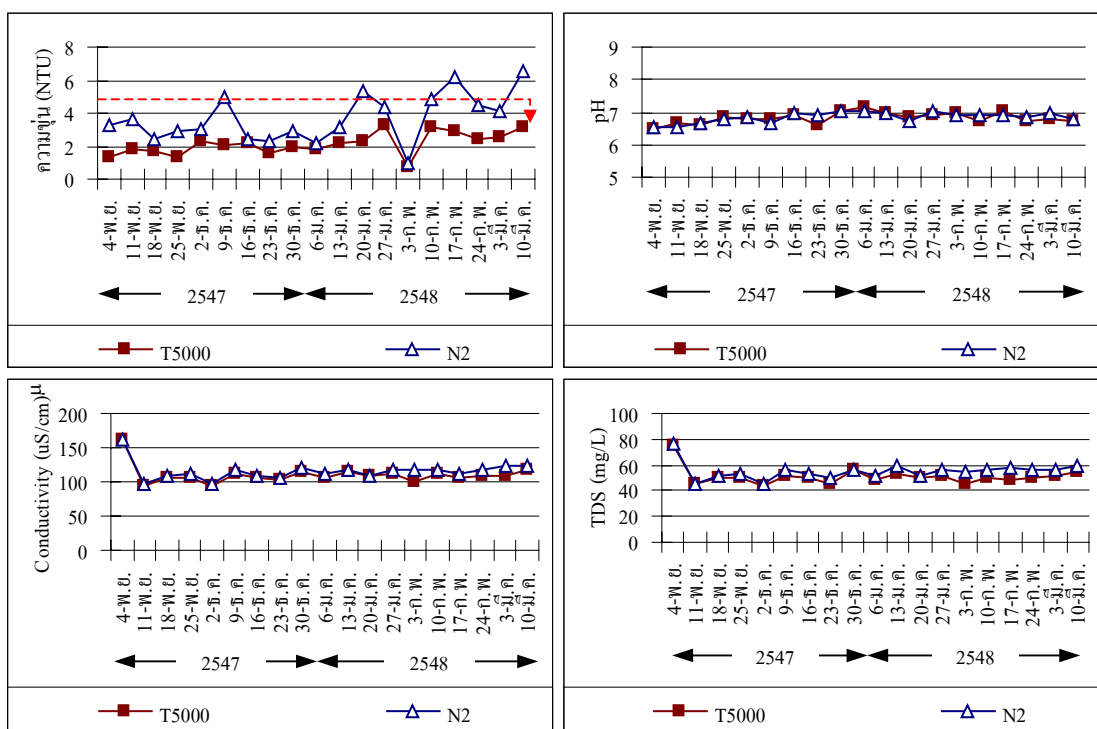 ความขุ่น (NTU)
8
6
4
2
0
4-พ.ย.
11-พ.ย.
18-พ.ย.
25-พ.ย.
2-ธ.ค.
9-ธ.ค.
16-ธ.ค.
23-ธ.ค.
30-ธ.ค.
6-ม.ค.
13-ม.ค.
20-ม.ค.
27-ม.ค.
3-ก.พ.
10-ก.พ.
17-ก.พ.
24-ก.พ.
3-มี.ค.
10-มี.ค.
2547
2548
T5000
N2
pH
9
8
7
6
5
4-พ.ย.
11-พ.ย.
18-พ.ย.
25-พ.ย.
2-ธ.ค.
9-ธ.ค.
16-ธ.ค.
23-ธ.ค.
30-ธ.ค.
6-ม.ค.
13-ม.ค.
20-ม.ค.
27-ม.ค.
3-ก.พ.
10-ก.พ.
17-ก.พ.
24-ก.พ.
3-มี.ค.
10-มี.ค.
2547
2548
T5000
N2
Conductivity (uS/cm)µ
200
150
100
50
0
4-พ.ย.
11-พ.ย.
18-พ.ย.
25-พ.ย.
2-ธ.ค.
9-ธ.ค.
16-ธ.ค.
23-ธ.ค.
30-ธ.ค.
6-ม.ค.
13-ม.ค.
20-ม.ค.
27-ม.ค.
3-ก.พ.
10-ก.พ.
17-ก.พ.
24-ก.พ.
3-มี.ค.
10-มี.ค.
2547
2548
T5000
N2
TDS (mg/L)
100
80
60
40
20
0
4-พ.ย.
11-พ.ย.
18-พ.ย.
25-พ.ย.
2-ธ.ค.
9-ธ.ค.
16-ธ.ค.
23-ธ.ค.
30-ธ.ค.
6-ม.ค.
13-ม.ค.
20-ม.ค.
27-ม.ค.
3-ก.พ.
10-ก.พ.
17-ก.พ.
24-ก.พ.
3-มี.ค.
10-มี.ค.
2547
2548
T5000
N2